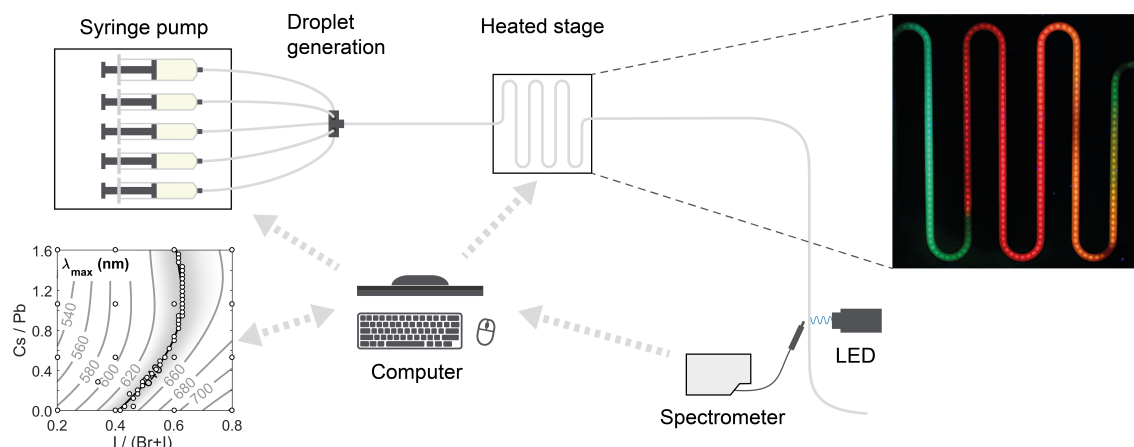 Syringe pump
Droplet
generation
Heated stage
1.6
λmax (nm)
1.2
Cs / Pb
0.8
0.4
0.0
540
560
580
600
620
660
680
700
0.2
0.4
0.6
0.8
I / (Br+I)
Computer
Spectrometer
LED